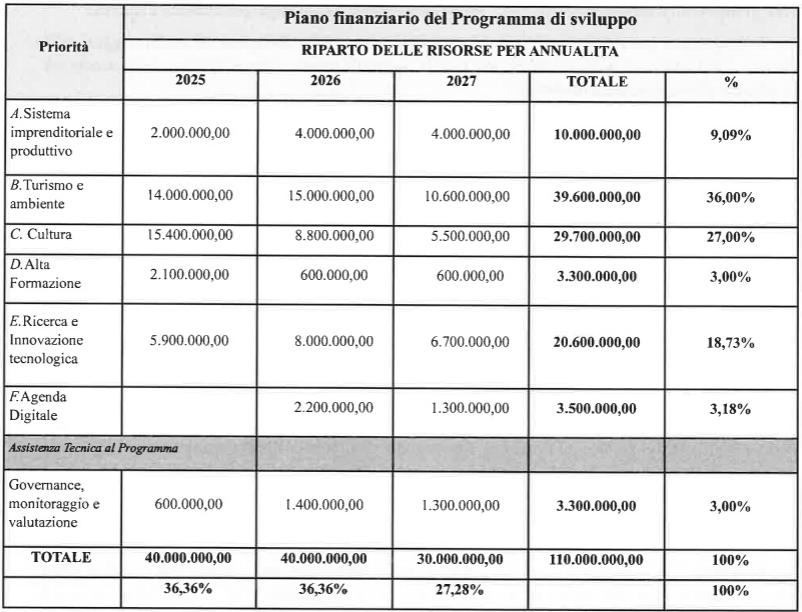 Piano finanziario del Programma di sviluppo
Priorità
RIPARTO DELLE RISORSE PER ANNUALITA
2025 2026 2027 TOTALE %
A.Sistema
imprenditoriale e
produttivo
2.000.000,00 4.000.000,00 4.000.000,00 10.000.000,00 9,09%
B.Turismo e
ambiente
14.000.000,00 15.000.000,00 10.600.000,00 39.600.000,00 36,00%
C. Cultura 15.400.000,00 8.800.000,00 5.500.000,00 29.700.000,00 27,00%
D.Alta
Formazione
2.100.000,00 600.000,00 600.000,00 3.300.000,00 3,00%
E.Ricerca e
Innovazione
tecnologica
5.900.000,00 8.000.000,00 6.700.000,00 20.600.000,00 18,73%
F.Agenda
Digitale
2.200.000,00 1.300.000,00 3.500.000,00 3,18%
Assistenza Tecnica al Programma
Governance,
monitoraggio e
valutazione
600.000,00 1.400.000,00 1.300.000,00 3.300.000,00 3,00%
TOTALE 40.000.000,00 40.000.000,00 30.000.000,00 110.000.000,00 100%
36,36% 36,36% 27,28% 100%